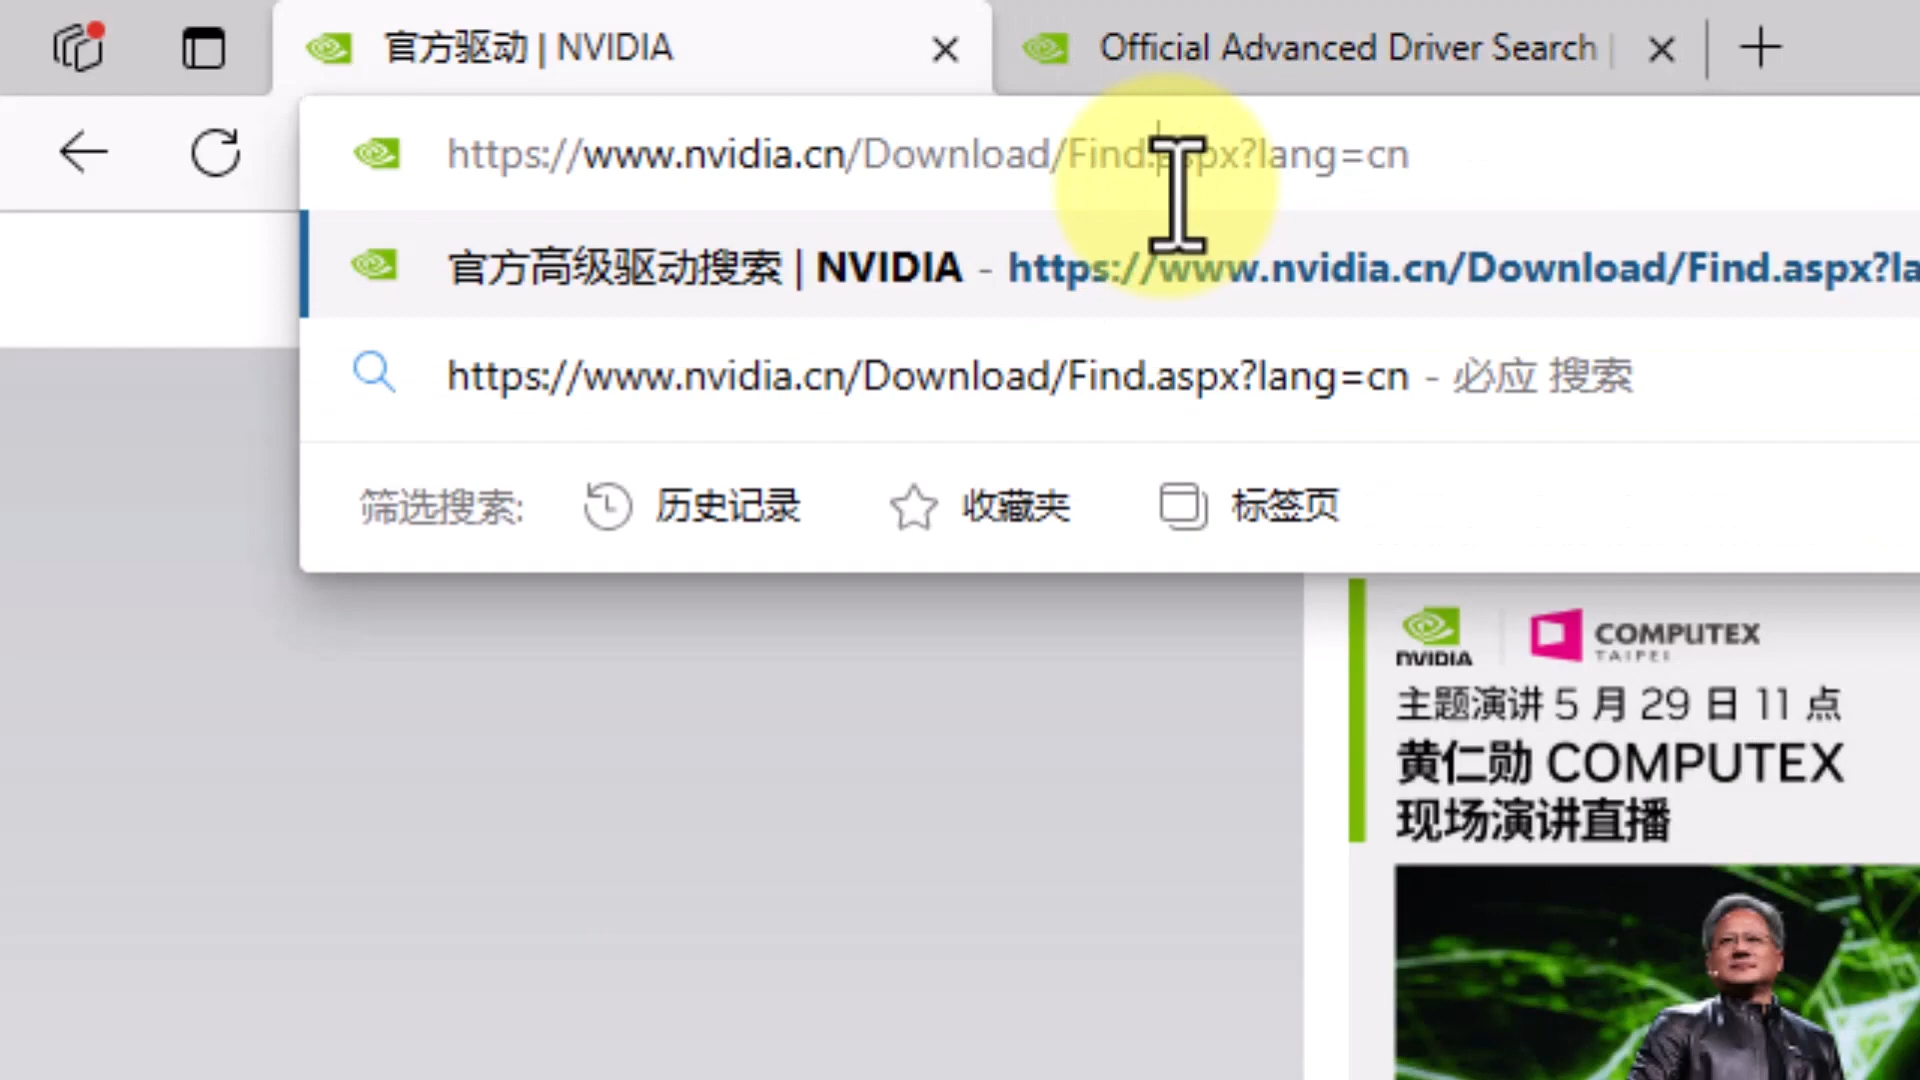 官方驱动 | NVIDIA
Official Advanced Driver Search |
https://www.nvidia.cn/Download/Find.aspx?lang=cn
官方高级驱动搜索 | NVIDIA - https://www.nvidia.cn/Download/Find.aspx?la
https://www.nvidia.cn/Download/Find.aspx?lang=cn - 必应 搜索
筛选搜索: 历史记录 收藏夹 标签页
NVIDIA COMPUTEX
TAIPEI
主题演讲 5 月 29 日 11 点
黄仁勋 COMPUTEX
现场演讲直播